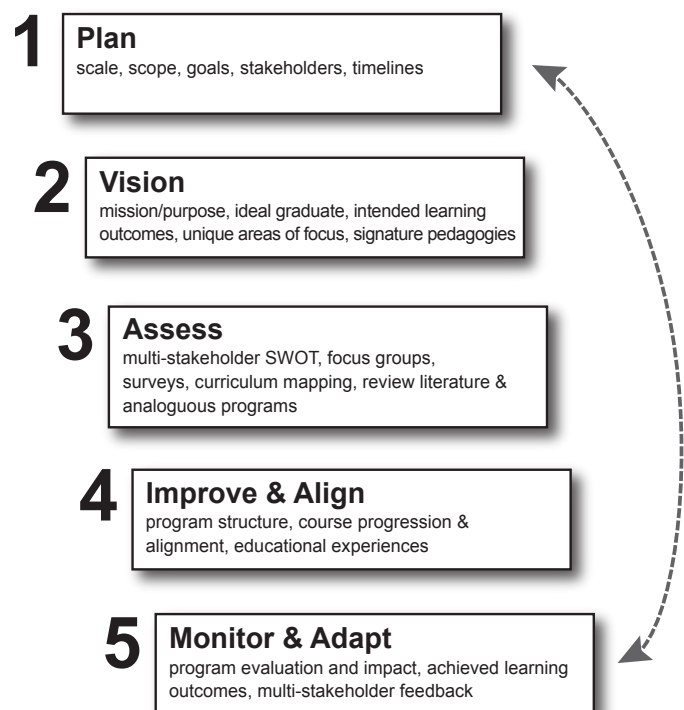 1
Plan
scale, scope, goals, stakeholders, timelines
2
Vision
mission/purpose, ideal graduate, intended learning
outcomes, unique areas of focus, signature pedagogies
3
Assess
multi-stakeholder SWOT, focus groups,
surveys, curriculum mapping, review literature &
analoguous programs
4
Improve & Align
program structure, course progression &
alignment, educational experiences
5
Monitor & Adapt
program evaluation and impact, achieved learning
outcomes, multi-stakeholder feedback